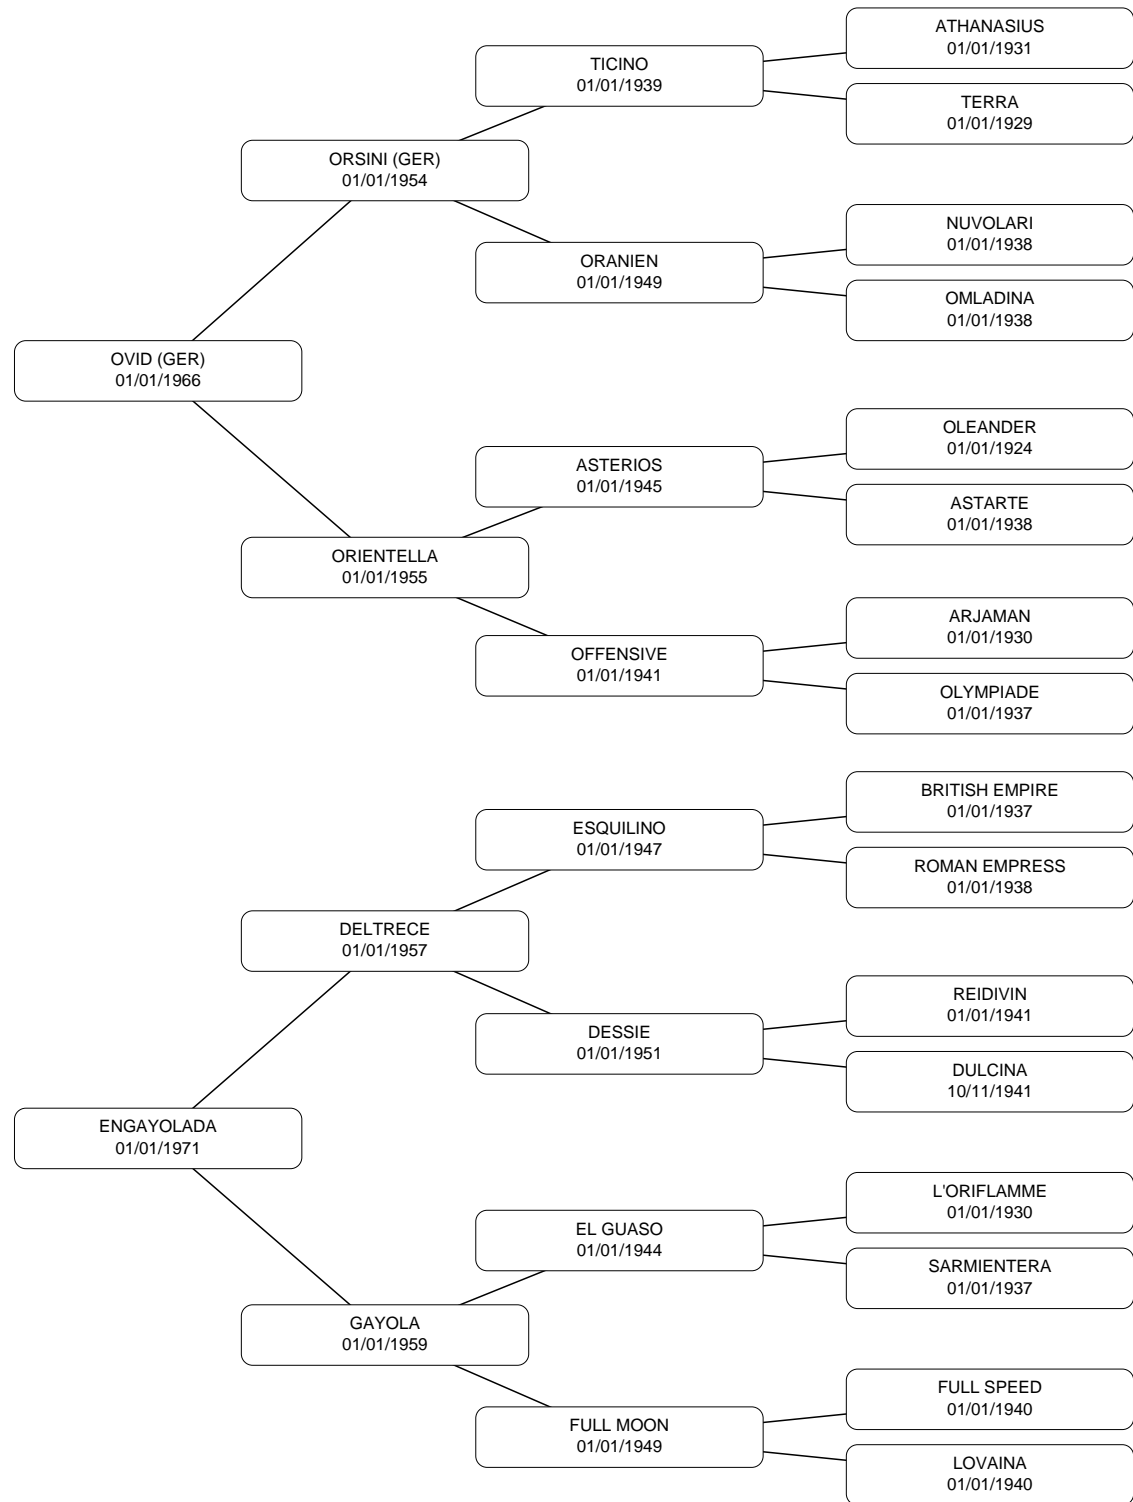 ATHANASIUS
01/01/1931
TICINO
01/01/1939
TERRA
01/01/1929
ORSINI (GER)
01/01/1954
NUVOLARI
01/01/1938
ORANIEN
01/01/1949
OMLADINA
01/01/1938
OVID (GER)
01/01/1966
OLEANDER
01/01/1924
ASTERIOS
01/01/1945
ASTARTE
01/01/1938
ORIENTELLA
01/01/1955
ARJAMAN
01/01/1930
OFFENSIVE
01/01/1941
OLYMPIADE
01/01/1937
BRITISH EMPIRE
01/01/1937
ESQUILINO
01/01/1947
ROMAN EMPRESS
01/01/1938
DELTRECE
01/01/1957
REIDIVIN
01/01/1941
DESSIE
01/01/1951
DULCINA
10/11/1941
ENGAYOLADA
01/01/1971
L'ORIFLAMME
01/01/1930
EL GUASO
01/01/1944
SARMIENTERA
01/01/1937
GAYOLA
01/01/1959
FULL SPEED
01/01/1940
FULL MOON
01/01/1949
LOVAINA
01/01/1940